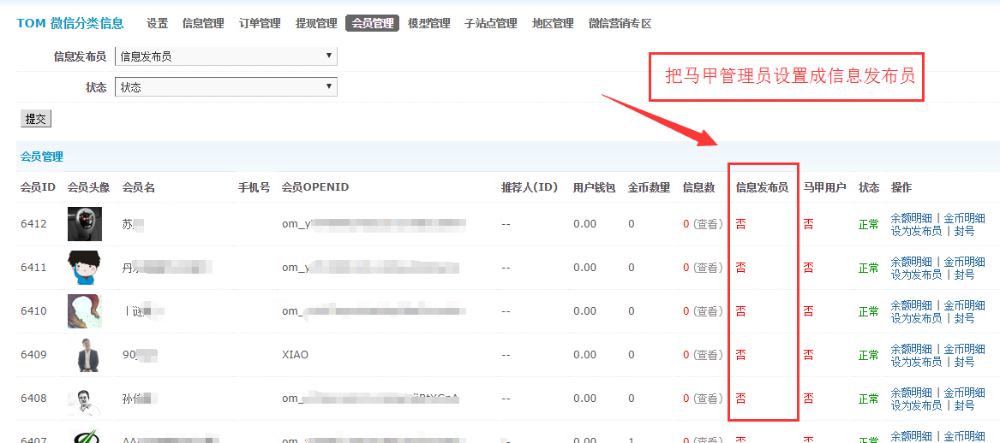 TOM 微信分类信息 设置 信息管理 订单管理 提现管理 会员管理 模型管理 子站点管理 地区管理 微信营销专区
信息发布员 信息发布员
状态 状态
把马甲管理员设置成信息发布员
提交
会员管理
会员ID 会员头像 会员名 手机号 会员OPENID 推荐人(ID) 用户钱包 金币数量 信息数 信息发布员 马甲用户 状态 操作
6412 苏 om_y -- 0.00 0 0 (查看) 否 否 正常 余额明细 | 金币明细
设为发布员 | 封号
6411 丹 om_y -- 0.00 0 0 (查看) 否 否 正常 余额明细 | 金币明细
设为发布员 | 封号
6410 丨谜 om_ -- 0.00 0 0 (查看) 否 否 正常 余额明细 | 金币明细
设为发布员 | 封号
6409 90 XIAO -- 0.00 0 0 (查看) 否 否 正常 余额明细 | 金币明细
设为发布员 | 封号
6408 孙 om_ -- 0.00 0 0 (查看) 否 否 正常 余额明细 | 金币明细
设为发布员 | 封号
6407 om_ -- 0.00 1 0 (查看) 否 否 正常 余额明细 | 金币明细